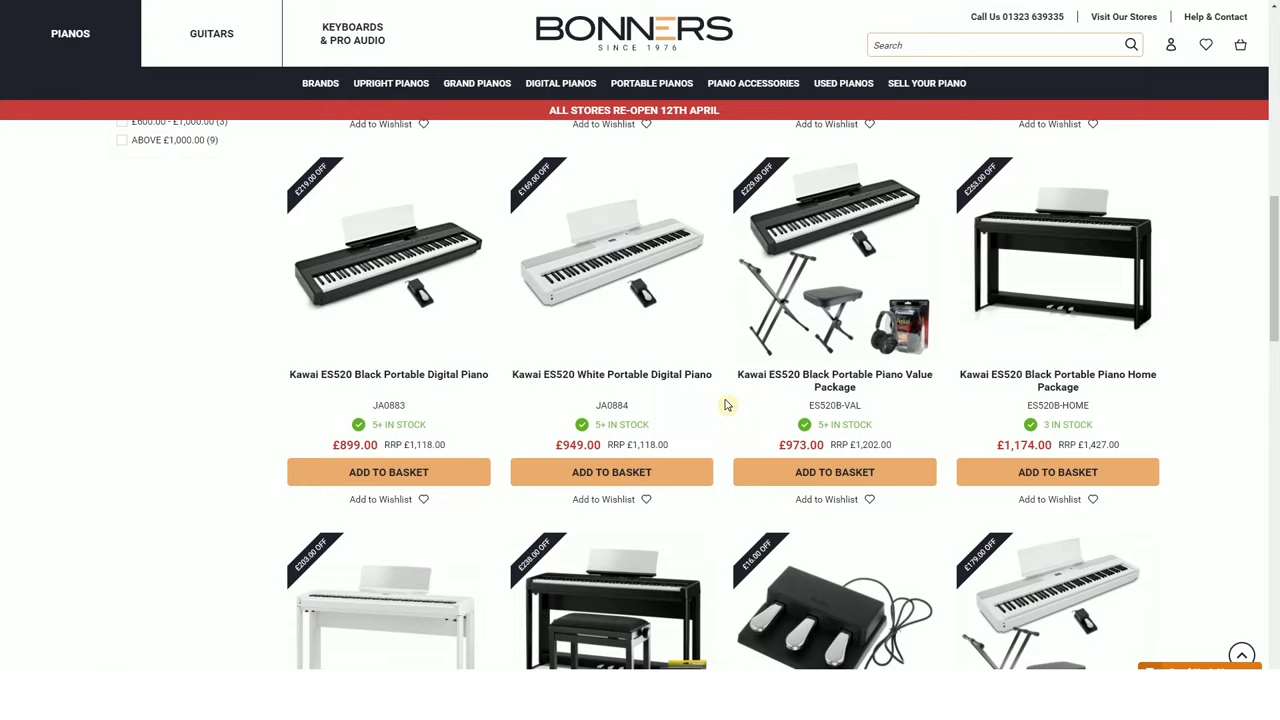 PIANOS
GUITARS
KEYBOARDS
& PRO AUDIO
BONNERS
SINCE 1976
Call Us 01323 639335
Visit Our Stores
Help & Contact
Search
BRANDS
UPRIGHT PIANOS
GRAND PIANOS
DIGITAL PIANOS
PORTABLE PIANOS
PIANO ACCESSORIES
USED PIANOS
SELL YOUR PIANO
ALL STORES RE-OPEN 12TH APRIL
£600.00 - £1,000.00 (3)
ABOVE £1,000.00 (9)
Add to Wishlist
Add to Wishlist
Add to Wishlist
Add to Wishlist
£219.00 OFF
£169.00 OFF
£229.00 OFF
£253.00 OFF
Kawai ES520 Black Portable Digital Piano
JA0883
5+ IN STOCK
£899.00 RRP £1,118.00
ADD TO BASKET
Add to Wishlist
Kawai ES520 White Portable Digital Piano
JA0884
5+ IN STOCK
£949.00 RRP £1,118.00
ADD TO BASKET
Add to Wishlist
Kawai ES520 Black Portable Piano Value
Package
ES520B-VAL
5+ IN STOCK
£973.00 RRP £1,202.00
ADD TO BASKET
Add to Wishlist
Kawai ES520 Black Portable Piano Home
Package
ES520B-HOME
3 IN STOCK
£1,174.00 RRP £1,427.00
ADD TO BASKET
Add to Wishlist
£203.00 OFF
£238.00 OFF
£16.00 OFF
£179.00 OFF